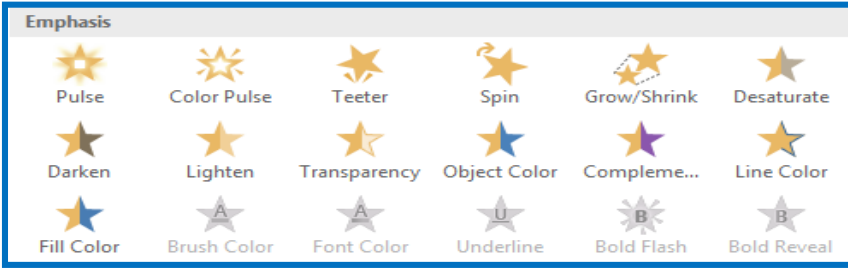 Emphasis
Pulse Color Pulse Teeter Spin Grow/Shrink Desaturate
Darken Lighten Transparency Object Color Compleme... Line Color
A A U B B
Fill Color Brush Color Font Color Underline Bold Flash Bold Reveal